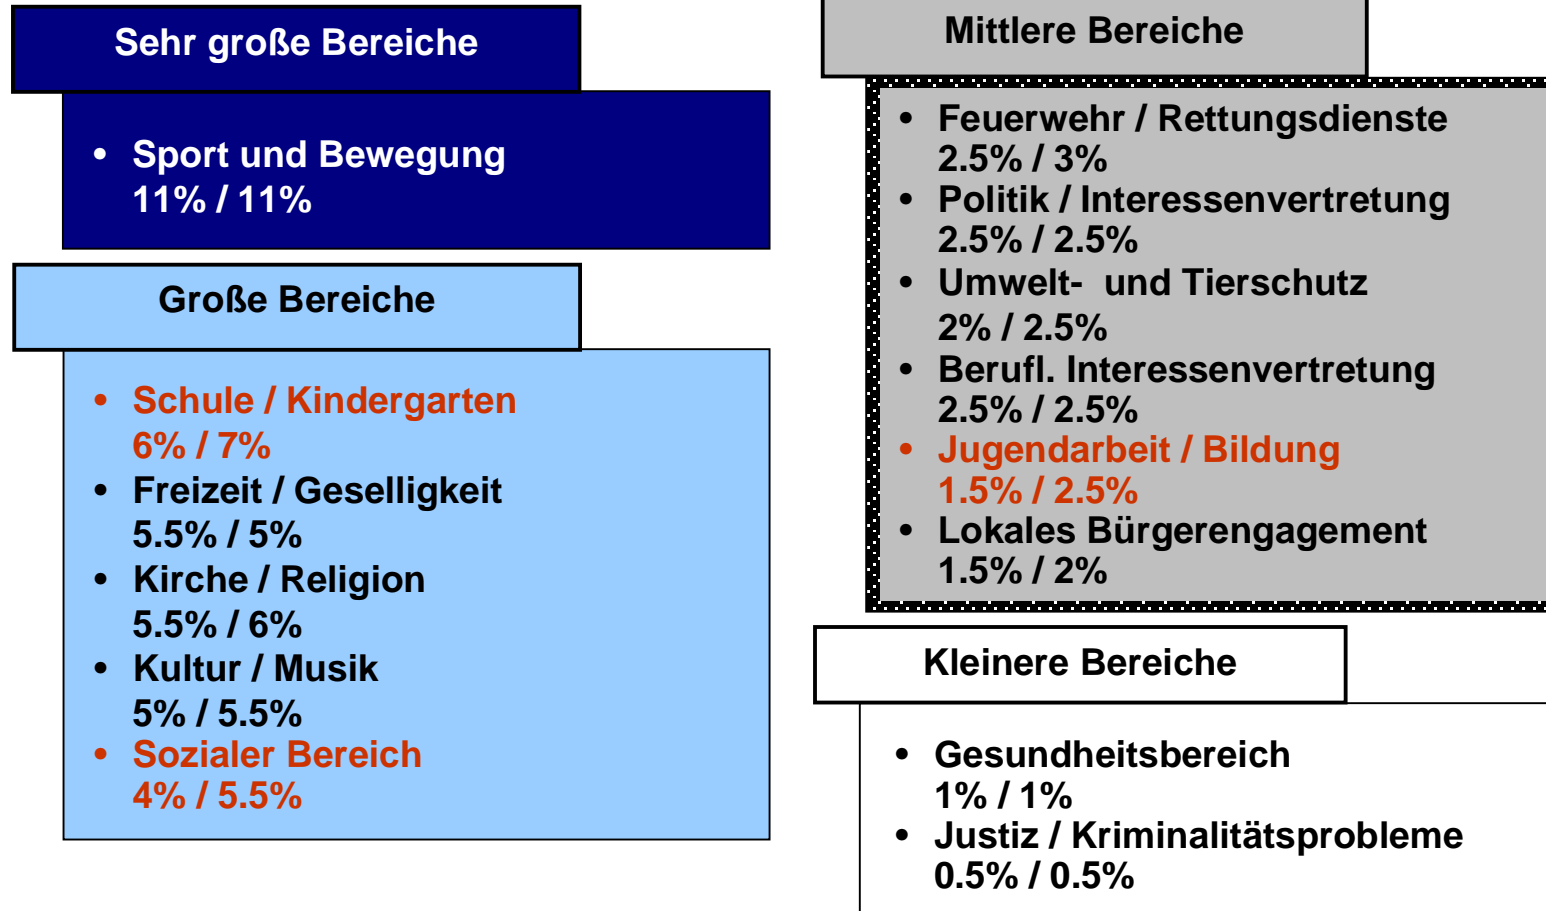 Sehr große Bereiche
• Sport und Bewegung
11% / 11%
Große Bereiche
• Schule / Kindergarten
6% / 7%
• Freizeit / Geselligkeit
5.5% / 5%
• Kirche / Religion
5.5% / 6%
• Kultur / Musik
5% / 5.5%
• Sozialer Bereich
4% / 5.5%
Mittlere Bereiche
• Feuerwehr / Rettungsdienste
2.5% / 3%
• Politik / Interessenvertretung
2.5% / 2.5%
• Umwelt- und Tierschutz
2% / 2.5%
• Berufl. Interessenvertretung
2.5% / 2.5%
• Jugendarbeit / Bildung
1.5% / 2.5%
• Lokales Bürgerengagement
1.5% / 2%
Kleinere Bereiche
• Gesundheitsbereich
1% / 1%
• Justiz / Kriminalitätsprobleme
0.5% / 0.5%